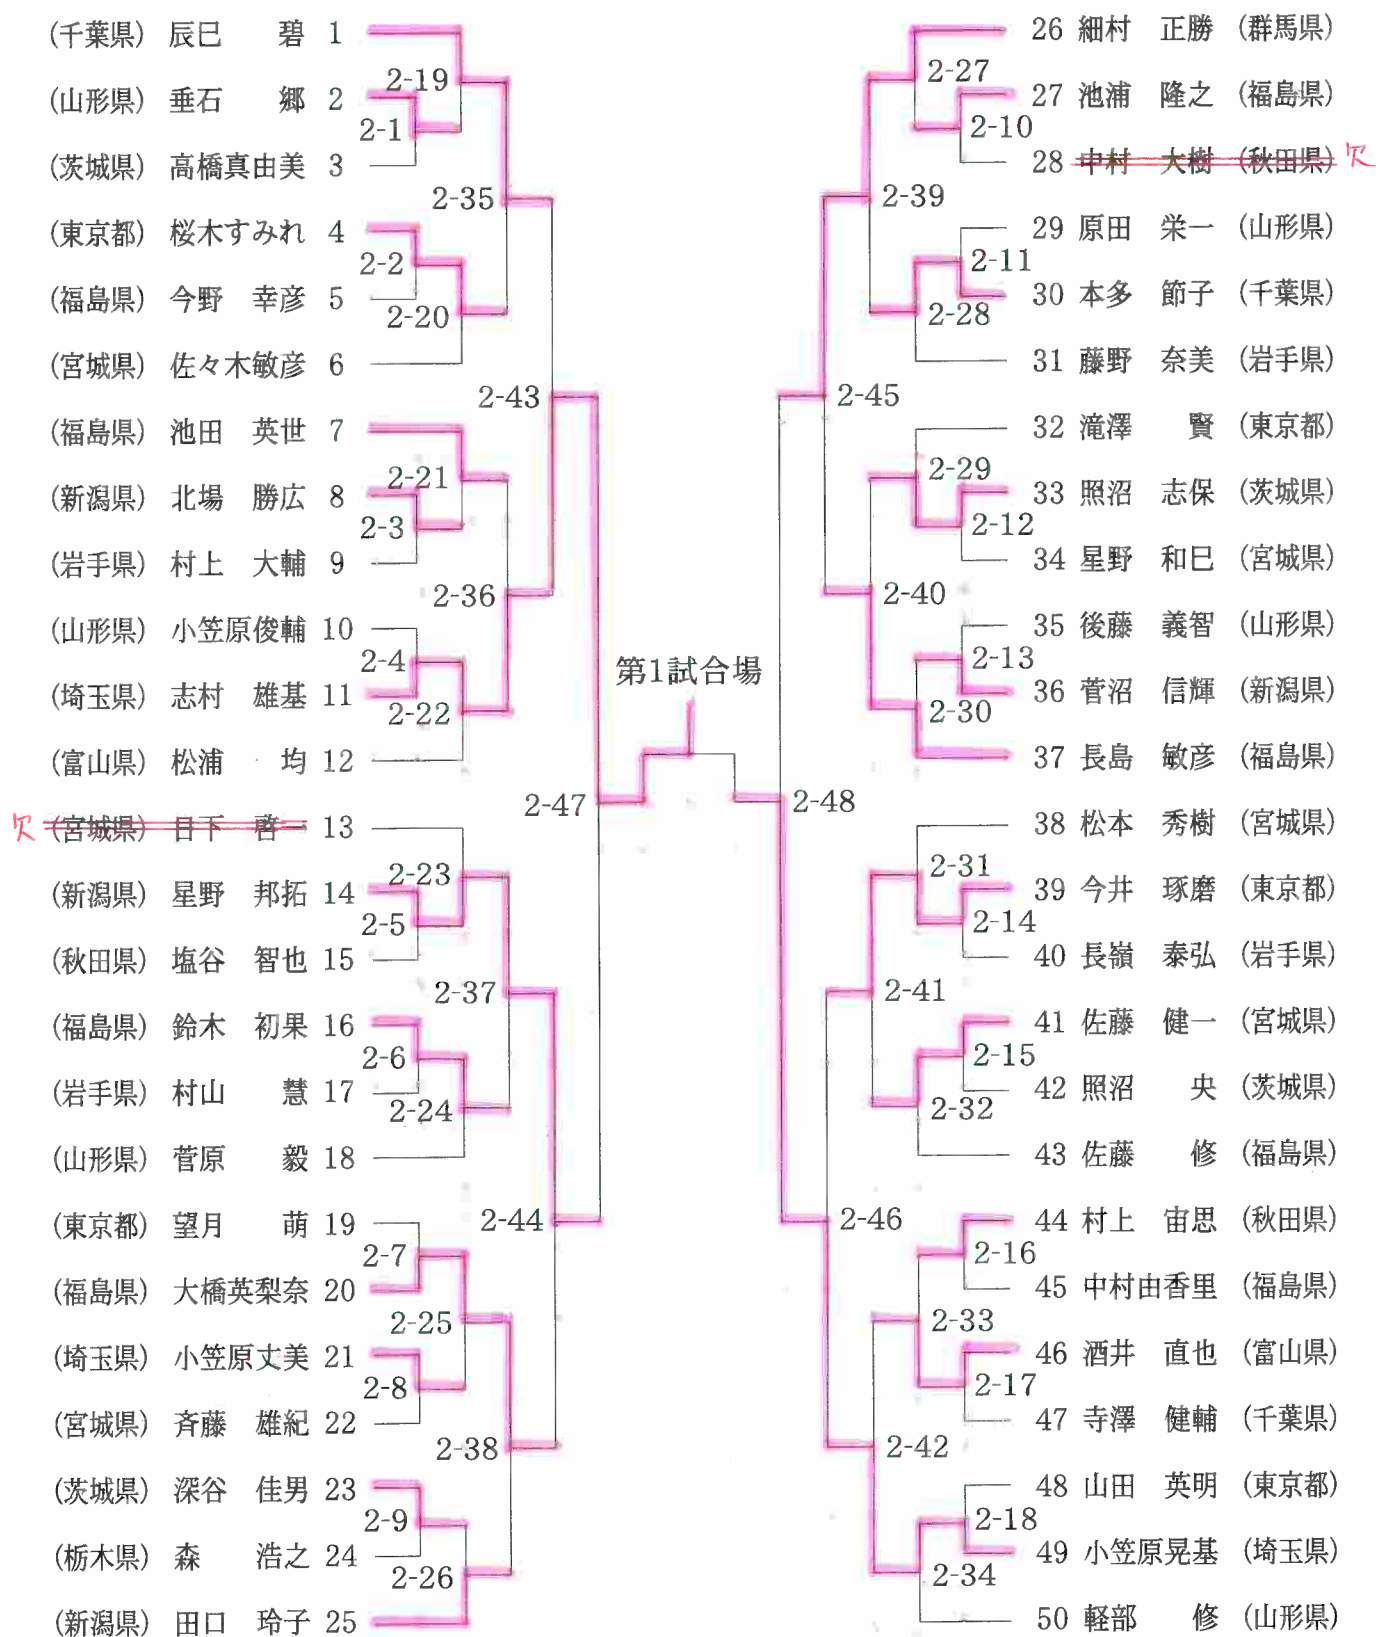 (千葉県) 辰巳 碧 1
2-19
(山形県) 垂石 郷 2
2-1
(茨城県) 高橋真由美 3
2-35
(東京都) 桜木すみれ 4
2-2
(福島県) 今野 幸彦 5
2-20
(宮城県) 佐々木敏彦 6
2-43
(福島県) 池田 英世 7
2-21
(新潟県) 北場 勝広 8
2-3
(岩手県) 村上 大輔 9
2-36
(山形県) 小笠原俊輔 10
2-4
(埼玉県) 志村 雄基 11
2-22
(富山県) 松浦 均 12
2-47
欠 (宮城県) 日下 啓一 13
2-23
(新潟県) 星野 邦拓 14
2-5
(秋田県) 塩谷 智也 15
2-37
(福島県) 鈴木 初果 16
2-6
(岩手県) 村山 慧 17
2-24
(山形県) 菅原 毅 18
2-44
(東京都) 望月 萌 19
2-7
(福島県) 大橋英梨奈 20
2-25
(埼玉県) 小笠原丈美 21
2-8
(宮城県) 斉藤 雄紀 22
2-38
(茨城県) 深谷 佳男 23
2-9
(栃木県) 森 浩之 24
2-26
(新潟県) 田口 玲子 25
第1試合場
26 細村 正勝 (群馬県)
2-27
27 池浦 隆之 (福島県)
2-10
28 中村 大樹 (秋田県) 欠
2-39
29 原田 栄一 (山形県)
2-11
30 本多 節子 (千葉県)
2-28
31 藤野 奈美 (岩手県)
2-45
32 滝澤 賢 (東京都)
2-29
33 照沼 志保 (茨城県)
2-12
34 星野 和巳 (宮城県)
2-40
35 後藤 義智 (山形県)
2-13
36 菅沼 信輝 (新潟県)
2-30
37 長島 敏彦 (福島県)
2-48
38 松本 秀樹 (宮城県)
2-31
39 今井 琢磨 (東京都)
2-14
40 長嶺 泰弘 (岩手県)
2-41
41 佐藤 健一 (宮城県)
2-15
42 照沼 央 (茨城県)
2-32
43 佐藤 修 (福島県)
2-46
44 村上 宙思 (秋田県)
2-16
45 中村由香里 (福島県)
2-33
46 酒井 直也 (富山県)
2-17
47 寺澤 健輔 (千葉県)
2-42
48 山田 英明 (東京都)
2-18
49 小笠原晃基 (埼玉県)
2-34
50 軽部 修 (山形県)